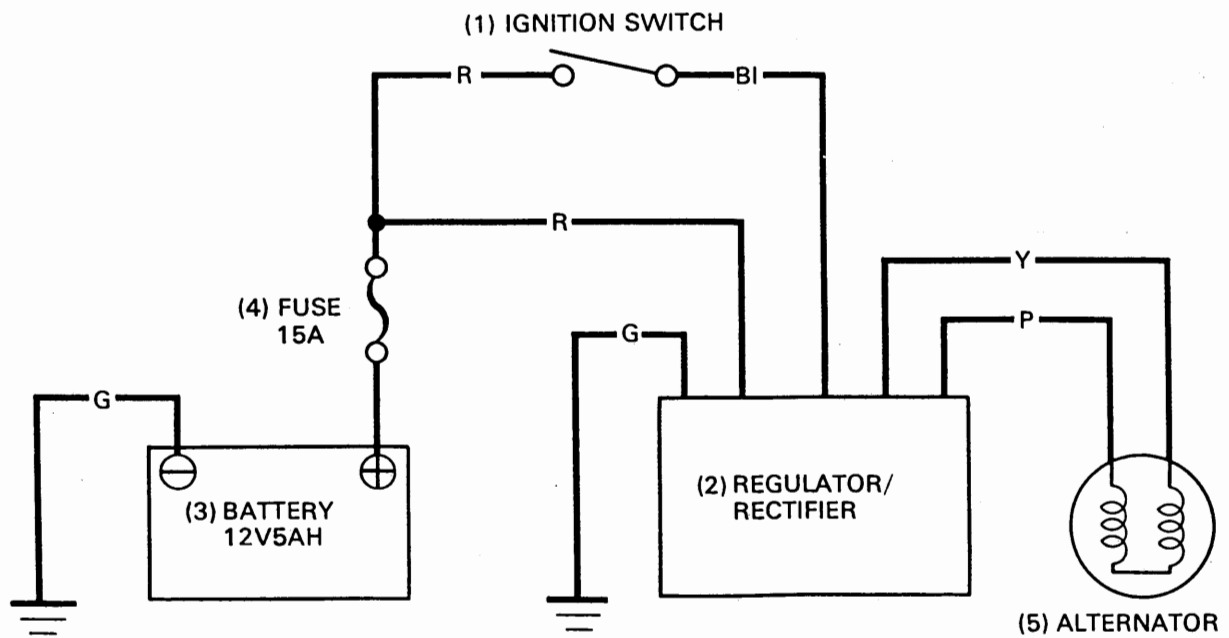 (1) IGNITION SWITCH
R
Bl
R
Y
(4) FUSE
15A
P
G
G
(3) BATTERY
12V5AH
(2) REGULATOR/
RECTIFIER
(5) ALTERNATOR